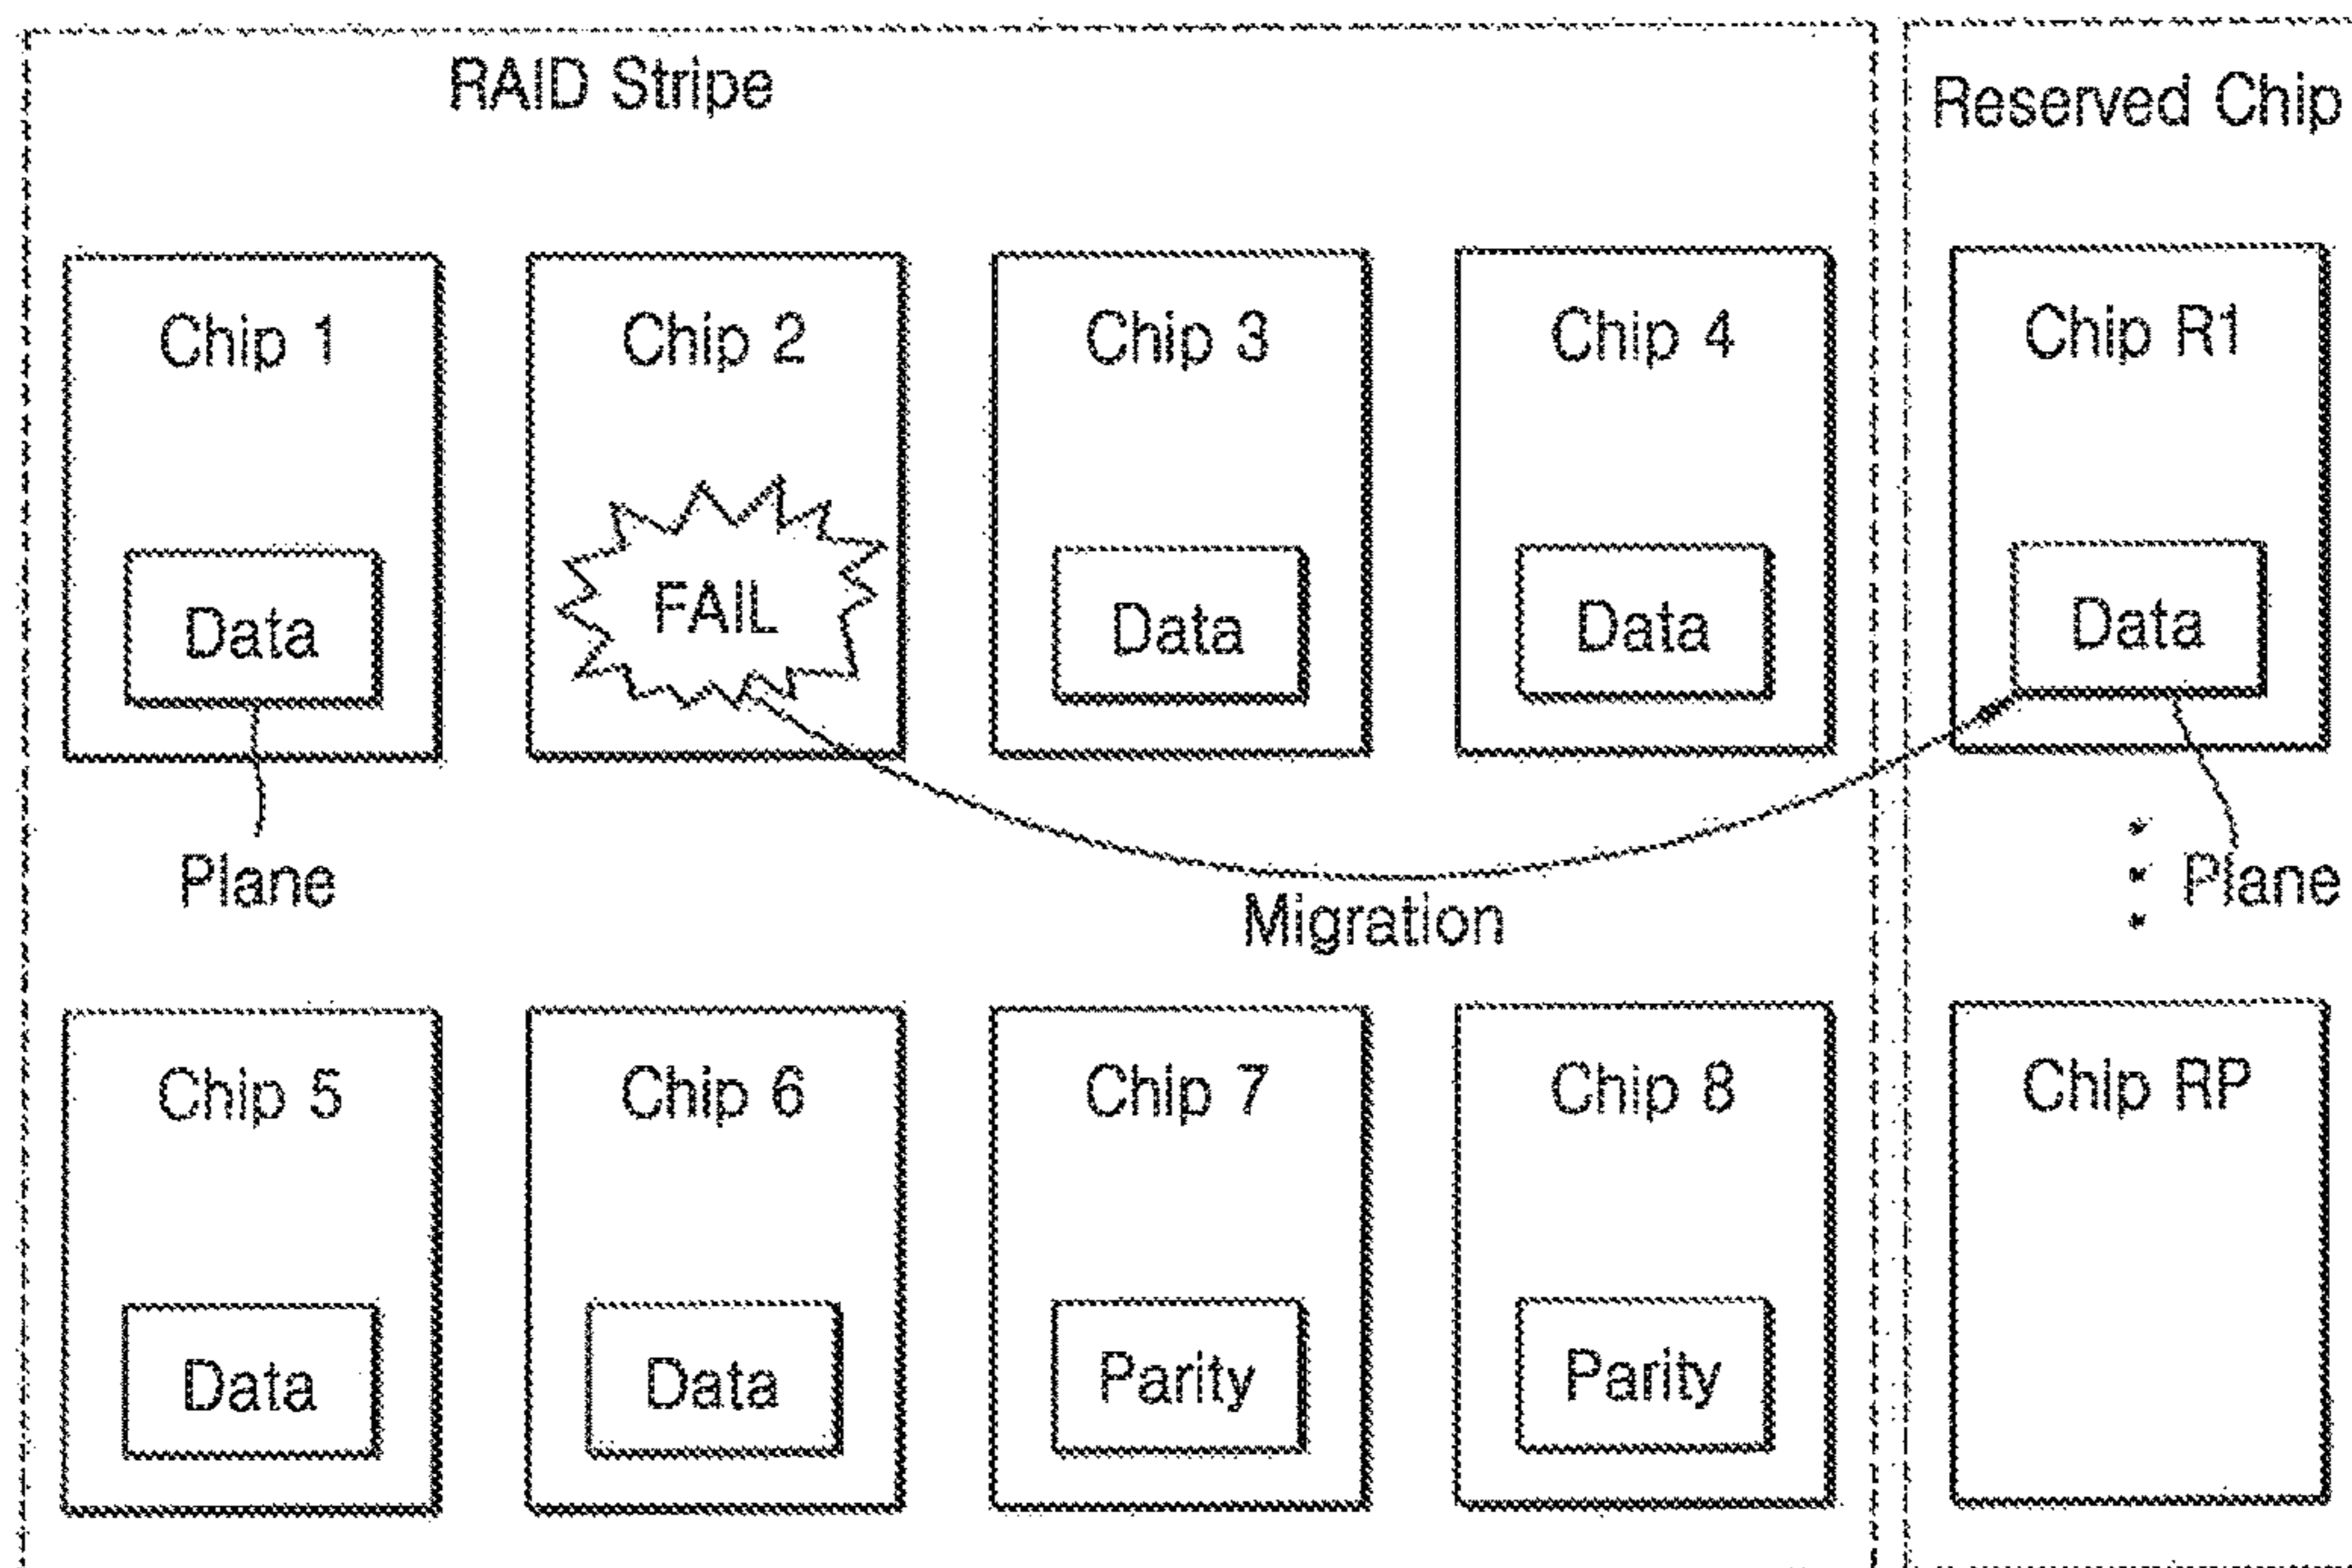 RAID Stripe
Reserved Chip
Chip 1
Chip 2
Chip 3
Chip 4
Chip R1
Data
FAIL
Data
Data
Data
Plane
Migration
Plane
Chip 5
Chip 6
Chip 7
Chip 8
Chip RP
Data
Data
Parity
Parity